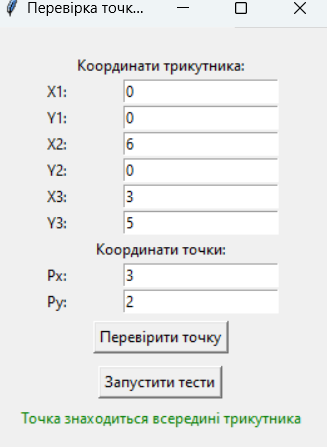 Перевірка точк...
Координати трикутника:
X1: 0
Y1: 0
X2: 6
Y2: 0
X3: 3
Y3: 5
Координати точки:
Px: 3
Py: 2
Перевірити точку
Запустити тести
Точка знаходиться всередині трикутника